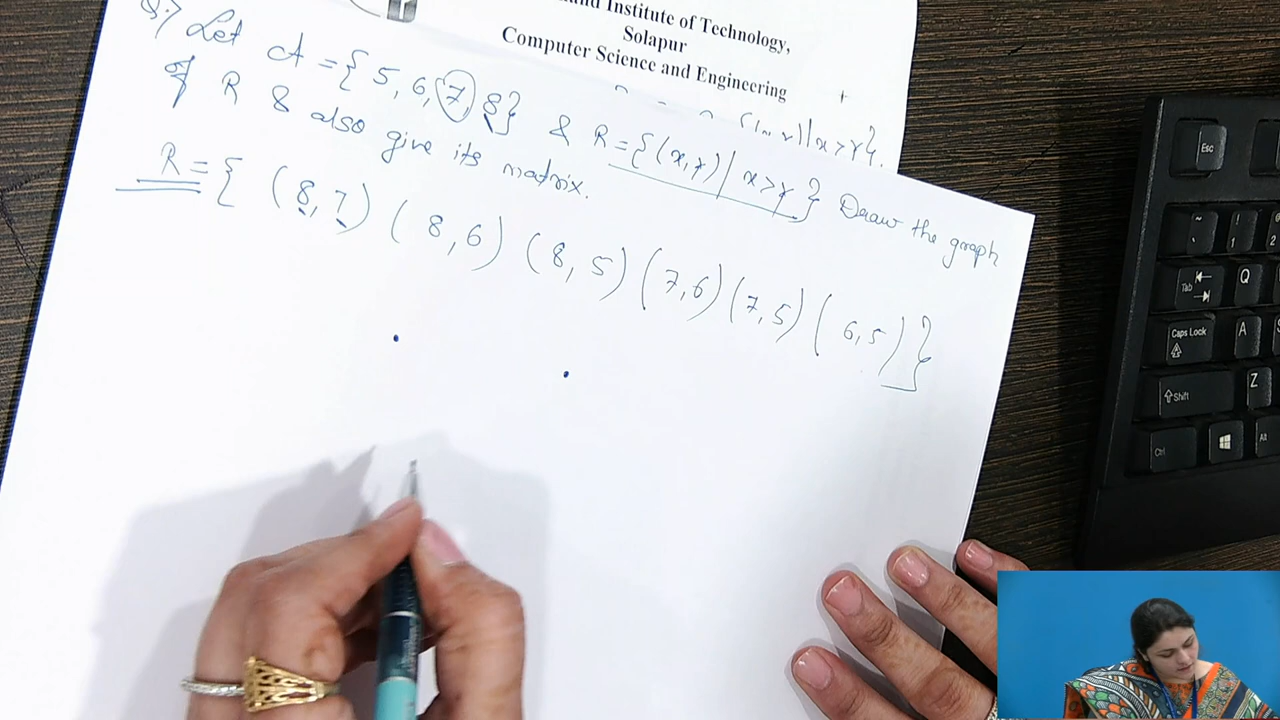 Institute of Technology,
Solapur
Computer Science and Engineering
Q.7 Let A = {5, 6, 7, 8} & R = {(x, y) | x > y} Draw the graph
of R & also give its matrix.
R = { (8, 7) (8, 6) (8, 5) (7, 6) (7, 5) (6, 5) }
Esc
Tab
Q
Caps Lock
A
Shift
Z
Ctrl
Alt